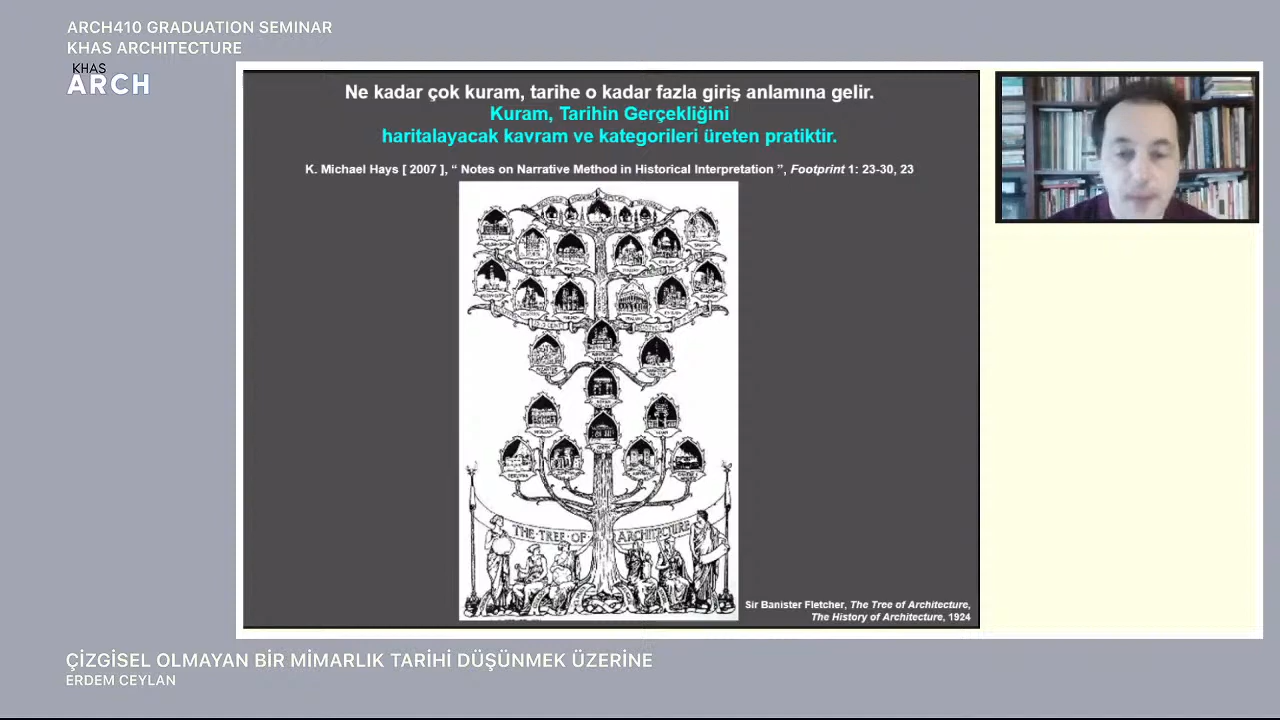 ARCH410 GRADUATION SEMINAR
KHAS ARCHITECTURE
KHAS
ARCH
Ne kadar çok kuram, tarihe o kadar fazla giriş anlamına gelir.
Kuram, Tarihin Gerçekliğini
haritalayacak kavram ve kategorileri üreten pratiktir.
K. Michael Hays [ 2007 ], “ Notes on Narrative Method in Historical Interpretation ”, Footprint 1: 23-30, 23
THE·TREE·OF ARCHITECTURE
Sir Banister Fletcher, The Tree of Architecture,
The History of Architecture, 1924
ÇİZGİSEL OLMAYAN BİR MİMARLIK TARİHİ DÜŞÜNMEK ÜZERİNE
ERDEM CEYLAN